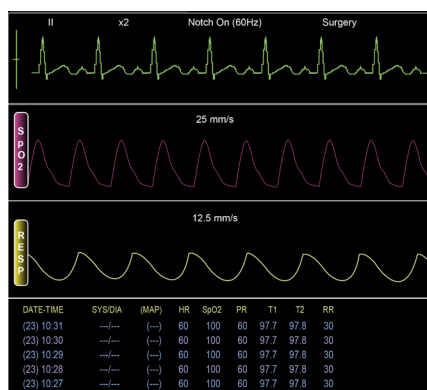 II x2 Notch On (60Hz) Surgery
SpO2
25 mm/s
RESP
12.5 mm/s
DATE-TIME SYS/DIA (MAP) HR SpO2 PR T1 T2 RR
(23) 10:31 ---/--- (---) 60 100 60 97.7 97.8 30
(23) 10:30 ---/--- (---) 60 100 60 97.7 97.8 30
(23) 10:29 ---/--- (---) 60 100 60 97.7 97.8 30
(23) 10:28 ---/--- (---) 60 100 60 97.7 97.8 30
(23) 10:27 ---/--- (---) 60 100 60 97.7 97.8 30